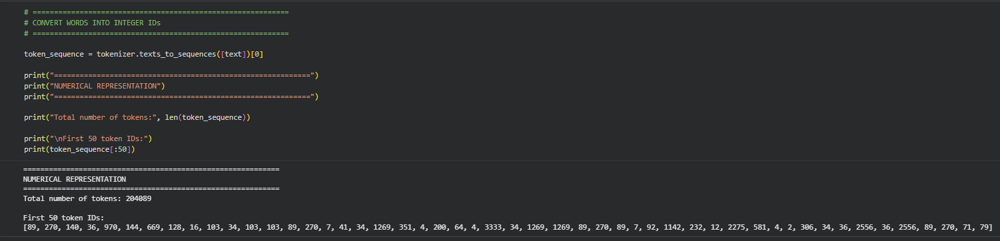 # ============================================================
# CONVERT WORDS INTO INTEGER IDs
# ============================================================
token_sequence = tokenizer.texts_to_sequences([text])[0]
print("============================================================")
print("NUMERICAL REPRESENTATION")
print("============================================================")
print("Total number of tokens:", len(token_sequence))
print("\nFirst 50 token IDs:")
print(token_sequence[:50])
============================================================
NUMERICAL REPRESENTATION
============================================================
Total number of tokens: 204089
First 50 token IDs:
[89, 270, 140, 36, 970, 144, 669, 128, 16, 103, 34, 103, 103, 89, 270, 7, 41, 34, 1269, 351, 4, 200, 64, 4, 3333, 34, 1269, 1269, 89, 270, 89, 7, 92, 1142, 232, 12, 2275, 581, 4, 2, 306, 34, 36, 2556, 36, 2556, 89, 270, 71, 79]